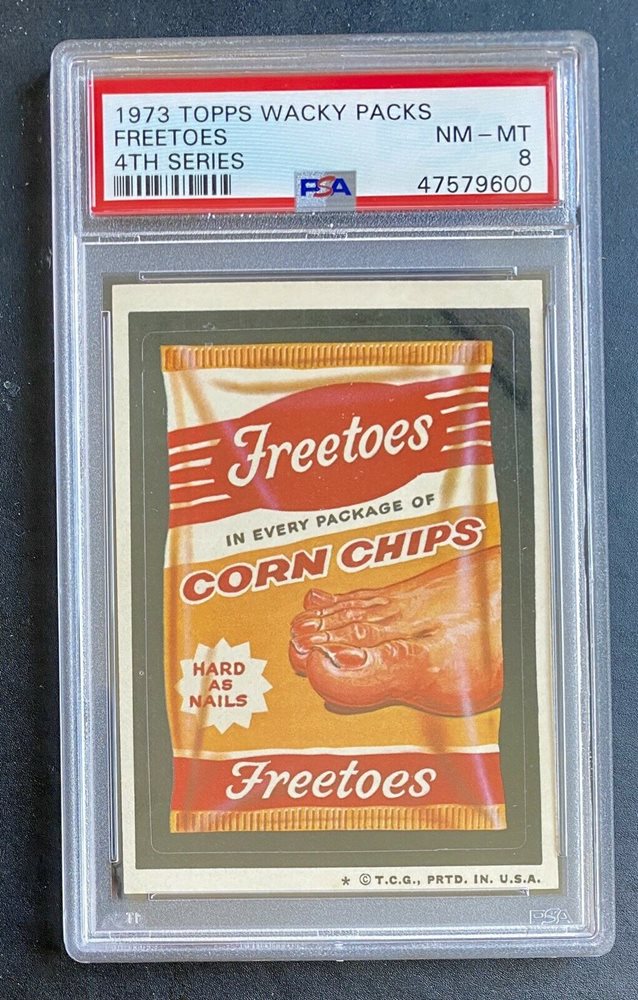 1973 TOPPS WACKY PACKS
FREETOES NM - MT
4TH SERIES 8
PSA 47579600
Freetoes
IN EVERY PACKAGE OF
CORN CHIPS
HARD
AS
NAILS
Freetoes
* © T.C.G., PRTD. IN. U.S.A.
PSA